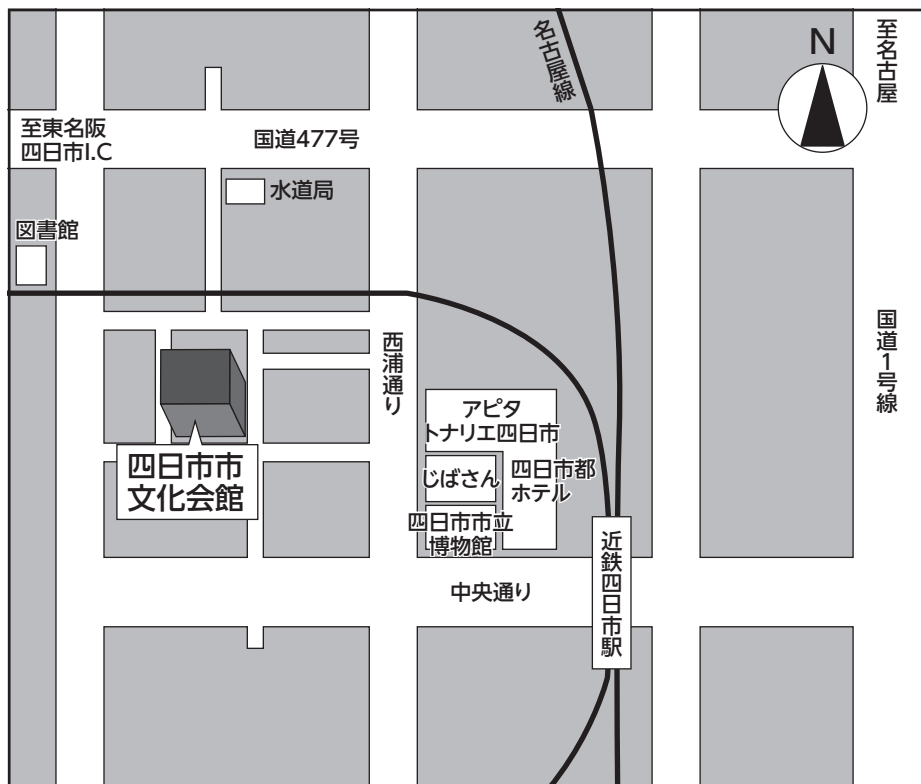 名古屋線
N
至名古屋
至東名阪
四日市I.C
国道477号
水道局
図書館
西浦通り
国道1号線
アピタ
トナリエ四日市
じばさん
四日市都
ホテル
四日市市
文化会館
四日市市立
博物館
近鉄四日市駅
中央通り